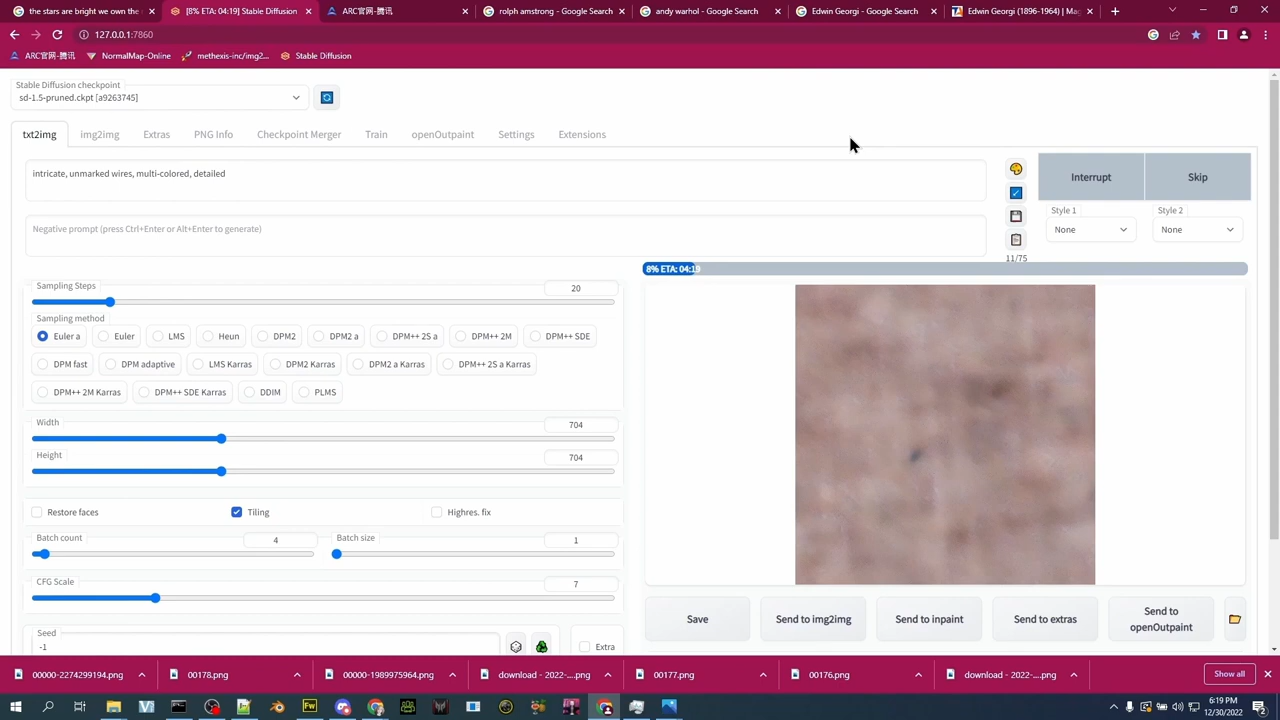 the stars are bright we own the
[8% ETA: 04:19] Stable Diffusion
ARC官网-腾讯
rolph amstrong - Google Search
andy warhol - Google Search
Edwin Georgi - Google Search
Edwin Georgi (1896-1964) | Mag
127.0.0.1:7860
ARC官网-腾讯
NormalMap-Online
methexis-inc/img2...
Stable Diffusion
Stable Diffusion checkpoint
sd-1.5-pruned.ckpt [a9263745]
txt2img
img2img
Extras
PNG Info
Checkpoint Merger
Train
openOutpaint
Settings
Extensions
intricate, unmarked wires, multi-colored, detailed
Negative prompt (press Ctrl+Enter or Alt+Enter to generate)
Interrupt
Skip
Style 1
Style 2
None
None
11/75
8% ETA: 04:19
Sampling Steps
20
Sampling method
Euler a
Euler
LMS
Heun
DPM2
DPM2 a
DPM++ 2S a
DPM++ 2M
DPM++ SDE
DPM fast
DPM adaptive
LMS Karras
DPM2 Karras
DPM2 a Karras
DPM++ 2S a Karras
DPM++ 2M Karras
DPM++ SDE Karras
DDIM
PLMS
Width
704
Height
704
Restore faces
Tiling
Highres. fix
Batch count
4
Batch size
1
CFG Scale
7
Seed
-1
Extra
Save
Send to img2img
Send to inpaint
Send to extras
Send to
openOutpaint
00000-2274299194.png
00178.png
00000-1989975964.png
download - 2022-....png
00177.png
00176.png
download - 2022-....png
Show all
6:19 PM
12/30/2022